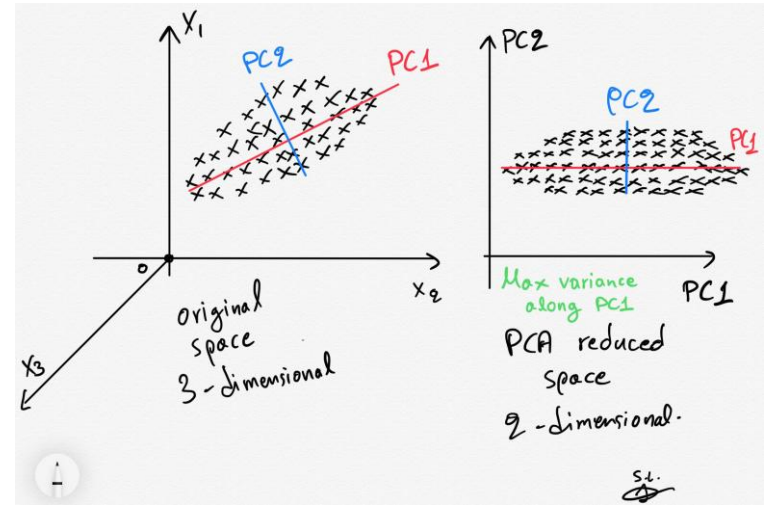 X1
PC2
PC1
0
X2
X3
original
space
3-dimensional
PC2
PC2
PC1
Max variance
along PC1
PC1
PCA reduced
space
2-dimensional.
s.l.